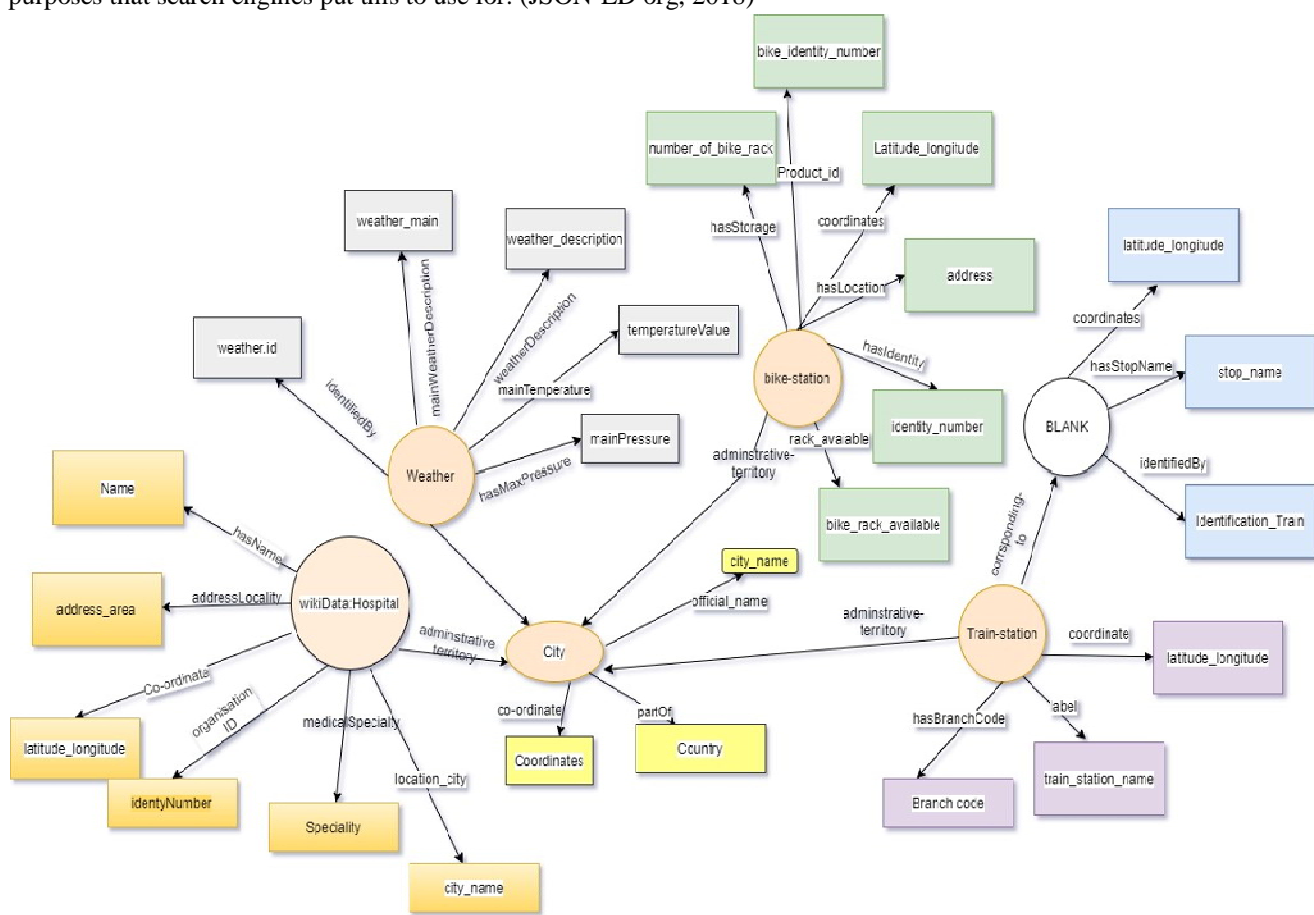 purposes that search engines put this to use for. (JSON-LD org, 2018)
bike_identity_number
number_of_bike_rack
Latitude_longitude
Product_id
hasStorage
coordinates
hasLocation
address
weather_main
weather_description
latitude_longitude
weather.id
mainWeatherDescription
weatherDescription
temperatureValue
identifiedBy
mainTemperature
mainPressure
hasMaxPressure
Weather
bike-station
hasIdentity
identity_number
rack_avaiable
adminstrative-
territory
bike_rack_available
coordinates
hasStopName
stop_name
BLANK
identifiedBy
Identification_Train
corrsponding-
to
Name
hasName
wikiData:Hospital
addressLocality
address_area
Co-ordinate
latitude_longitude
organisation
ID
identyNumber
medicalSpecialty
Speciality
location_city
city_name
adminstrative
territory
City
city_name
official_name
co-ordinate
Coordinates
partOf
Country
adminstrative-
territory
Train-station
coordinate
latitude_longitude
hasBranchCode
Branch code
label
train_station_name